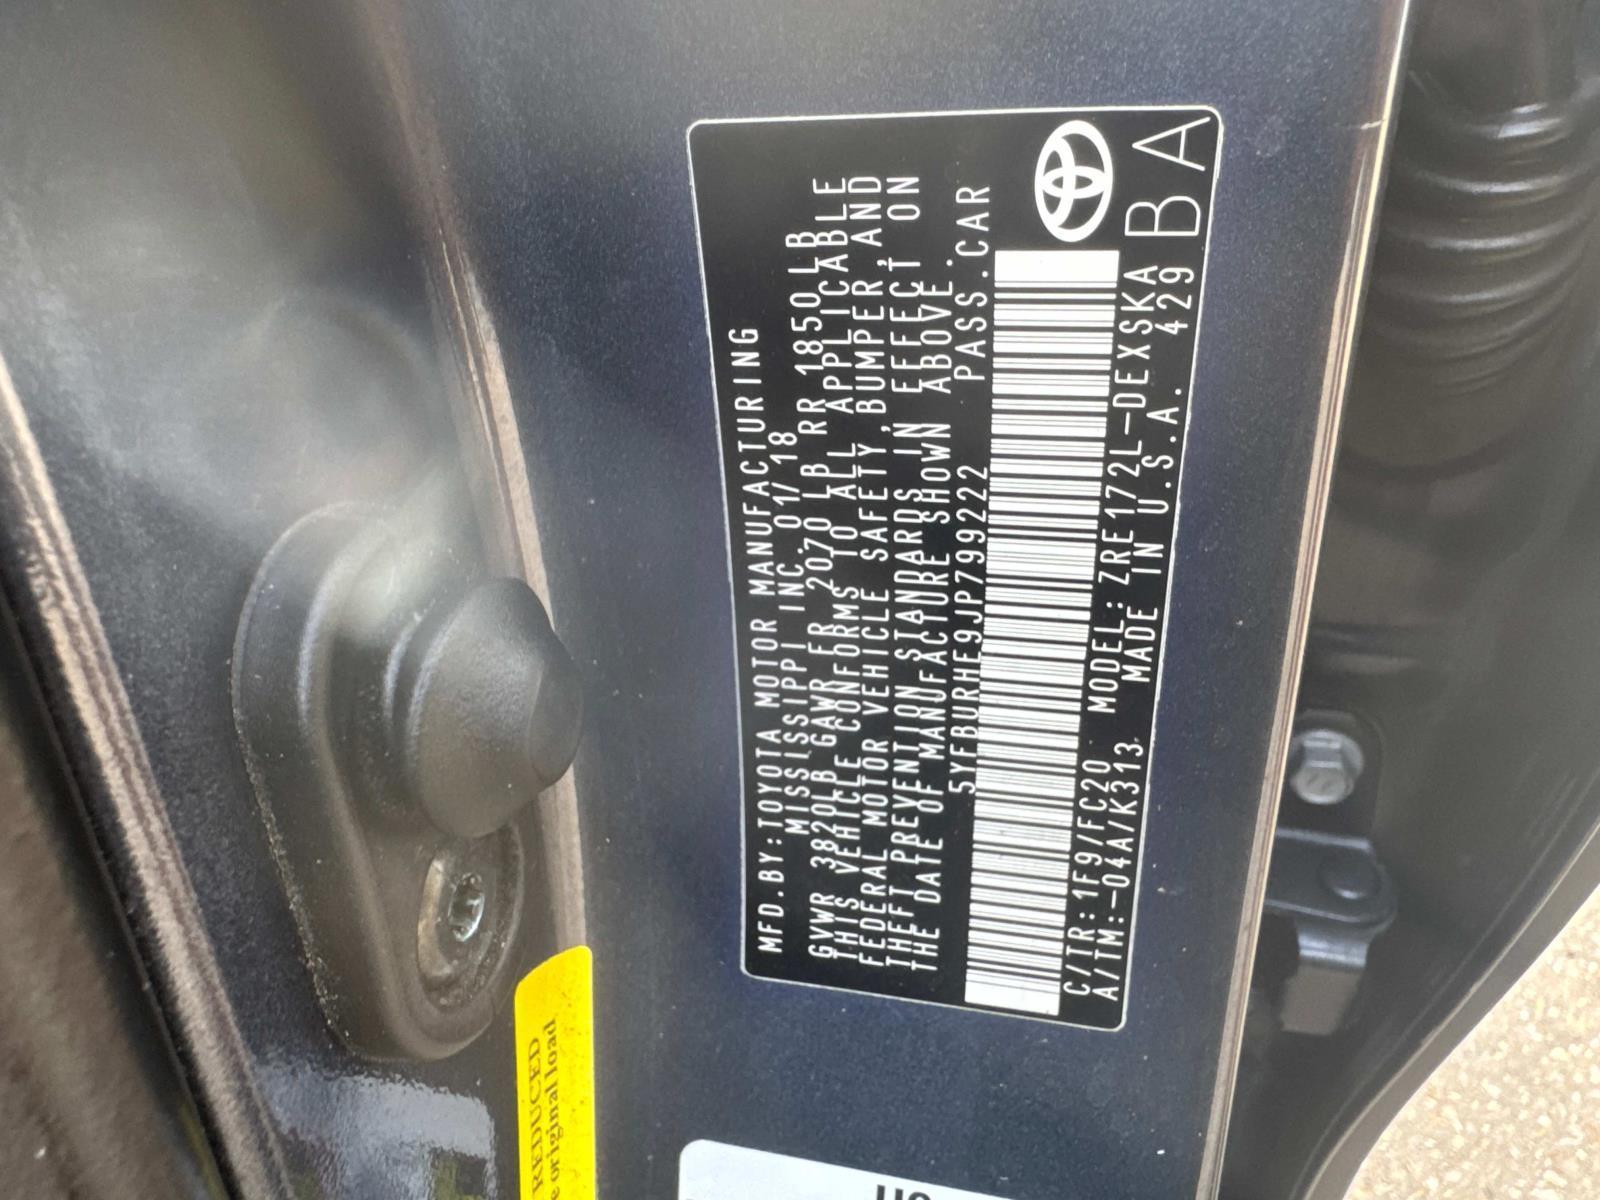 MFD.BY:TOYOTA MOTOR MANUFACTURING
MISSISSIPPI INC. 01/18
GVWR 3820LB GAWR FR 2070 LB RR 1850LB
THIS VEHICLE CONFORMS TO ALL APPLICABLE
FEDERAL MOTOR VEHICLE SAFETY,BUMPER,AND
THEFT PREVENTION STANDARDS IN EFFECT ON
THE DATE OF MANUFACTURE SHOWN ABOVE.
5YFBURHE9JP799222 PASS.CAR
C/TR:1F9/FC20 MODEL:ZRE172L-DEXSKA
A/TM:-04A/K313 MADE IN U.S.A. 429
BA
REDUCED
original load